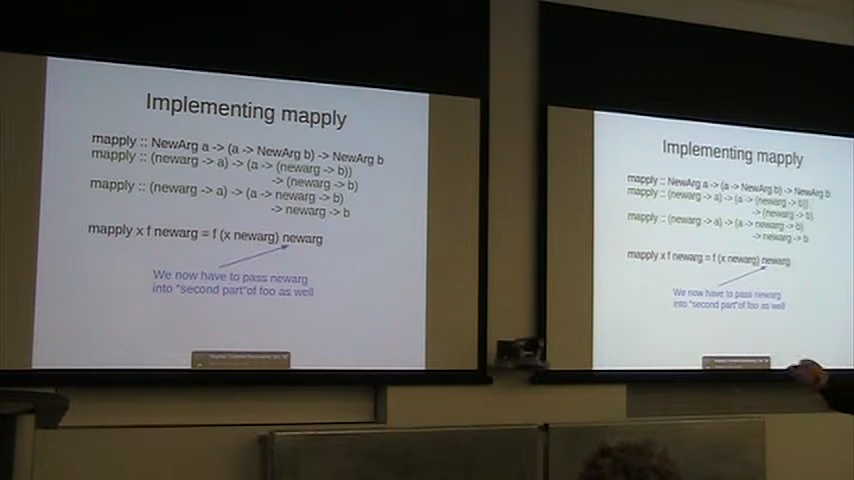 Implementing mapply
mapply :: NewArg a -> (a -> NewArg b) -> NewArg b
mapply :: (newarg -> a) -> (a -> (newarg -> b))
-> (newarg -> b)
mapply :: (newarg -> a) -> (a -> newarg -> b)
-> newarg -> b
mapply x f newarg = f (x newarg) newarg
We now have to pass newarg
into "second part"of foo as well
Implementing mapply
mapply :: NewArg a -> (a -> NewArg b) -> NewArg b
mapply :: (newarg -> a) -> (a -> (newarg -> b))
-> (newarg -> b)
mapply :: (newarg -> a) -> (a -> newarg -> b)
-> newarg -> b
mapply x f newarg = f (x newarg) newarg
We now have to pass newarg
into "second part"of foo as well